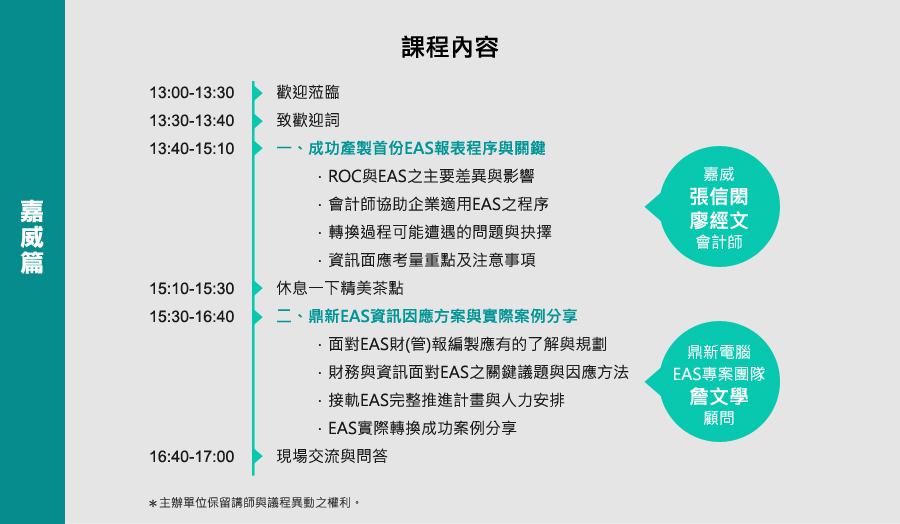 嘉威篇
課程內容
13:00-13:30 歡迎蒞臨
13:30-13:40 致歡迎詞
13:40-15:10 一、成功產製首份EAS報表程序與關鍵
．ROC與EAS之主要差異與影響
．會計師協助企業適用EAS之程序
．轉換過程可能遭遇的問題與抉擇
．資訊面應考量重點及注意事項
嘉威
張信閎
廖經文
會計師
15:10-15:30 休息一下精美茶點
15:30-16:40 二、鼎新EAS資訊因應方案與實際案例分享
．面對EAS財(管)報編製應有的了解與規劃
．財務與資訊面對EAS之關鍵議題與因應方法
．接軌EAS完整推進計畫與人力安排
．EAS實際轉換成功案例分享
鼎新電腦
EAS專案團隊
詹文學
顧問
16:40-17:00 現場交流與問答
＊主辦單位保留講師與議程異動之權利。